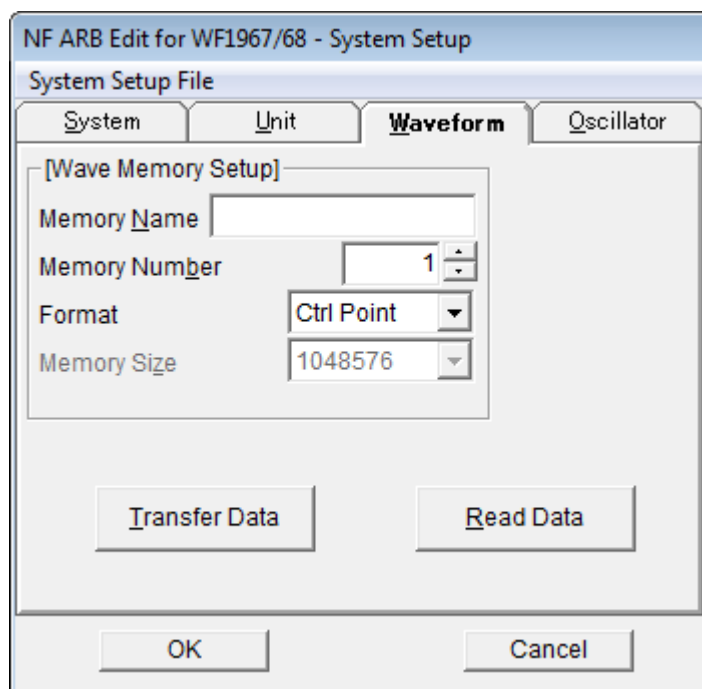 NF ARB Edit for WF1967/68 - System Setup
System Setup File
System Unit Waveform Oscillator
[Wave Memory Setup]
Memory Name
Memory Number 1
Format Ctrl Point
Memory Size 1048576
Transfer Data Read Data
OK Cancel